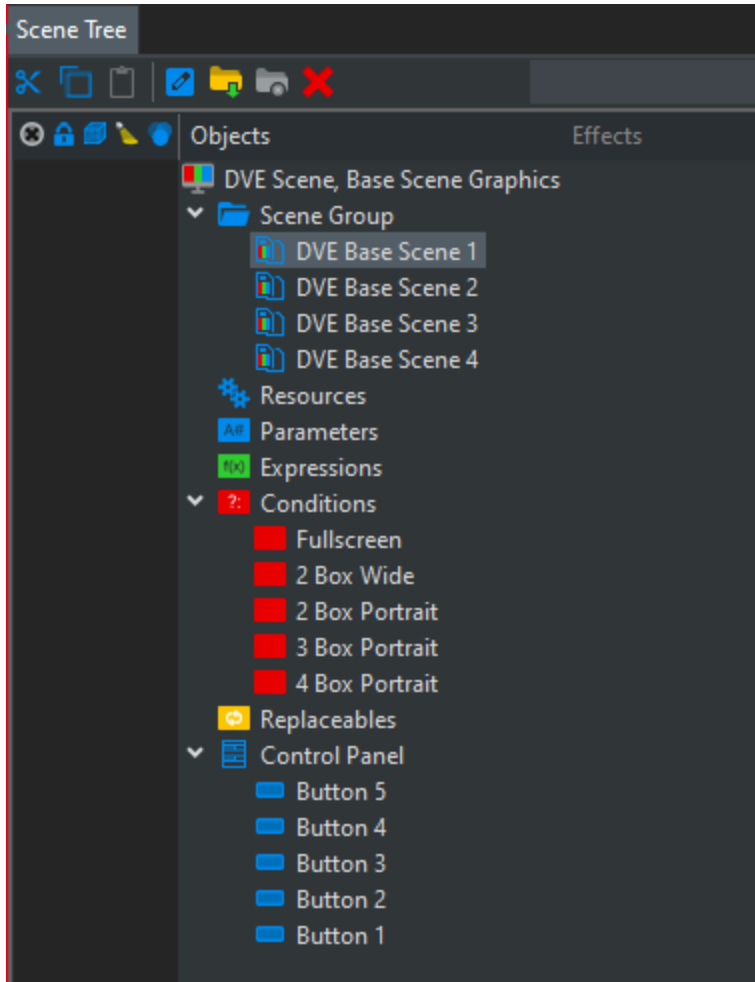 Scene Tree
Objects Effects
DVE Scene, Base Scene Graphics
Scene Group
DVE Base Scene 1
DVE Base Scene 2
DVE Base Scene 3
DVE Base Scene 4
Resources
A# Parameters
f(x) Expressions
?: Conditions
Fullscreen
2 Box Wide
2 Box Portrait
3 Box Portrait
4 Box Portrait
Replaceables
Control Panel
Button 5
Button 4
Button 3
Button 2
Button 1